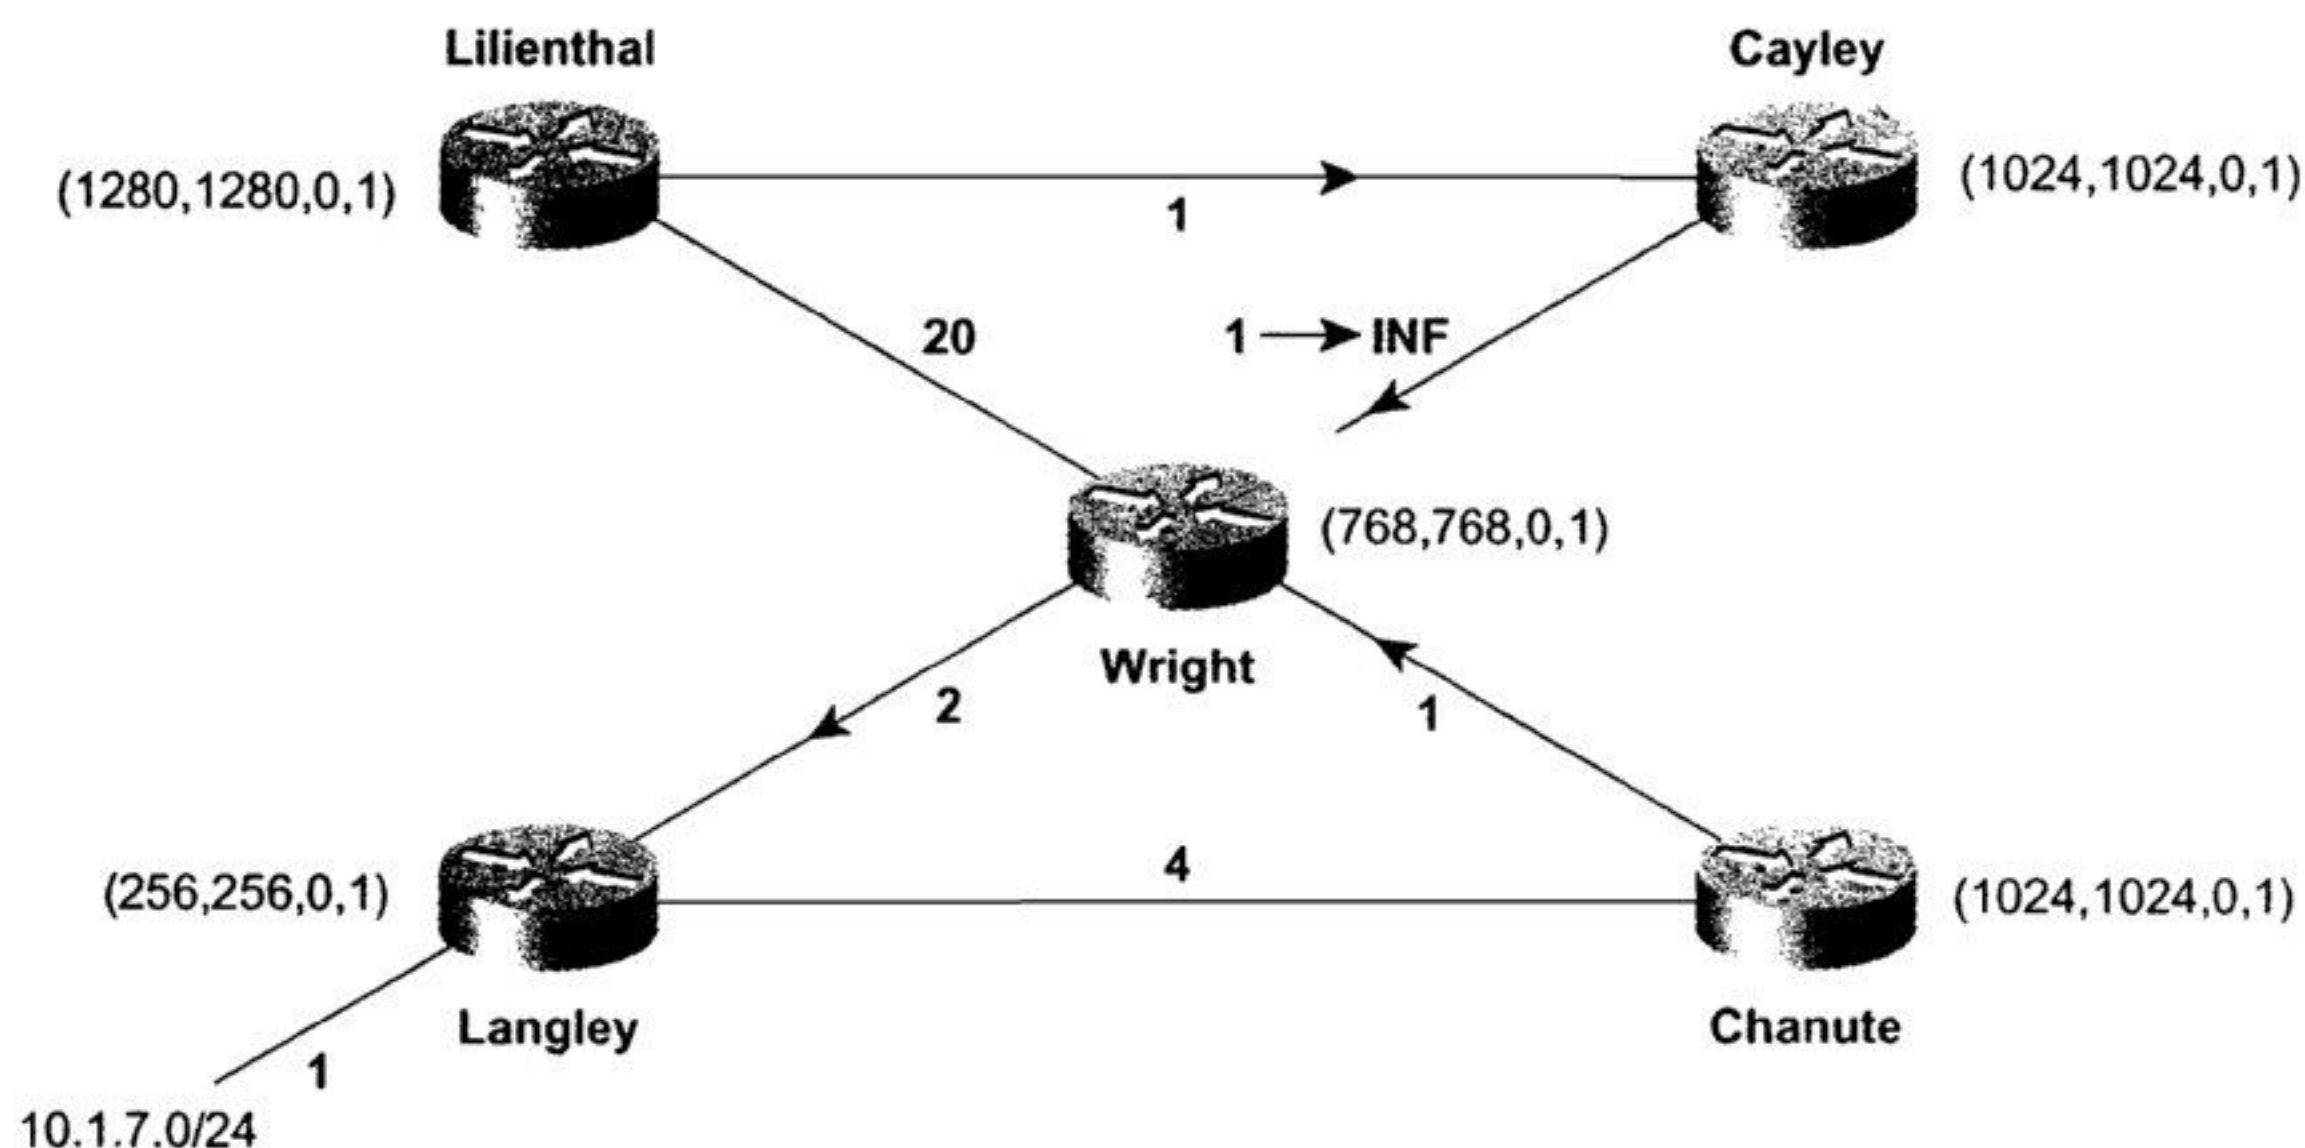 Lilienthal
Cayley
(1280,1280,0,1)
(1024,1024,0,1)
1
20
1 → INF
(768,768,0,1)
Wright
2
1
4
(256,256,0,1)
(1024,1024,0,1)
Langley
Chanute
1
10.1.7.0/24